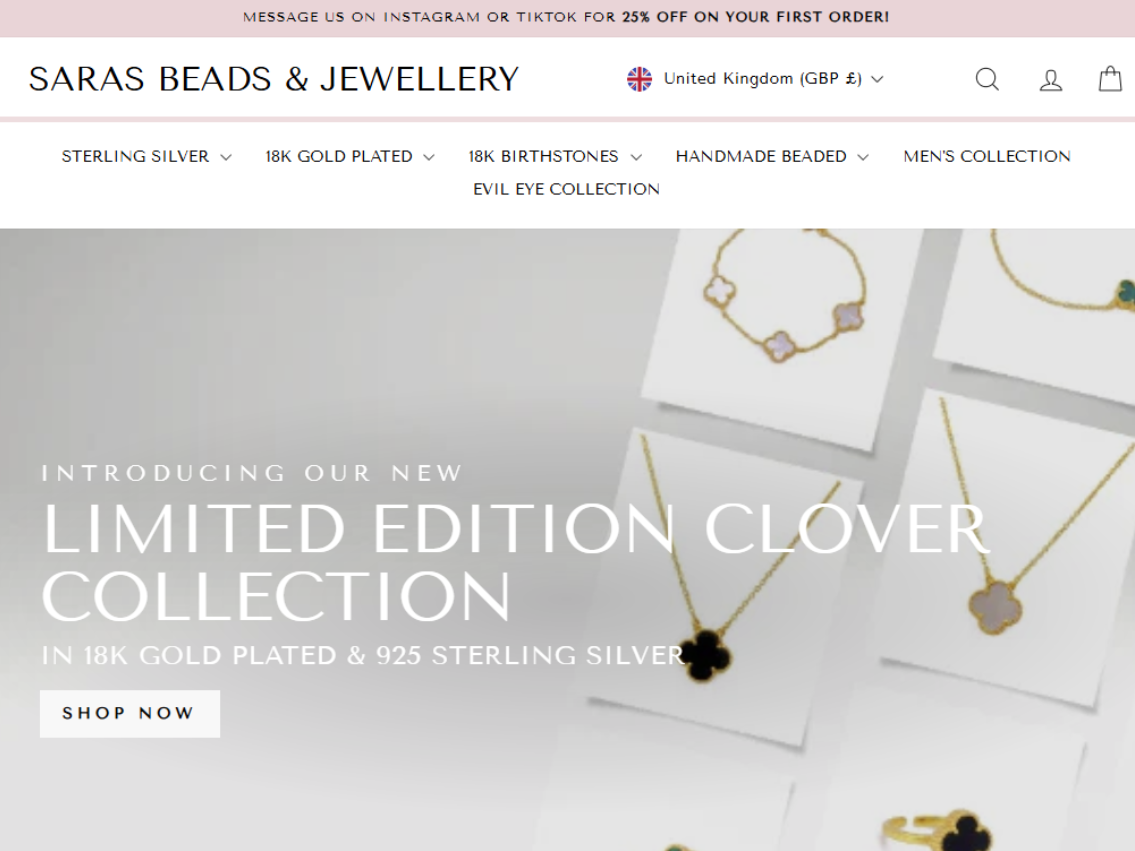 MESSAGE US ON INSTAGRAM OR TIKTOK FOR 25% OFF ON YOUR FIRST ORDER!
SARAS BEADS & JEWELLERY
United Kingdom (GBP £)
STERLING SILVER
18K GOLD PLATED
18K BIRTHSTONES
HANDMADE BEADED
MEN'S COLLECTION
EVIL EYE COLLECTION
INTRODUCING OUR NEW
LIMITED EDITION CLOVER
COLLECTION
IN 18K GOLD PLATED & 925 STERLING SILVER
SHOP NOW